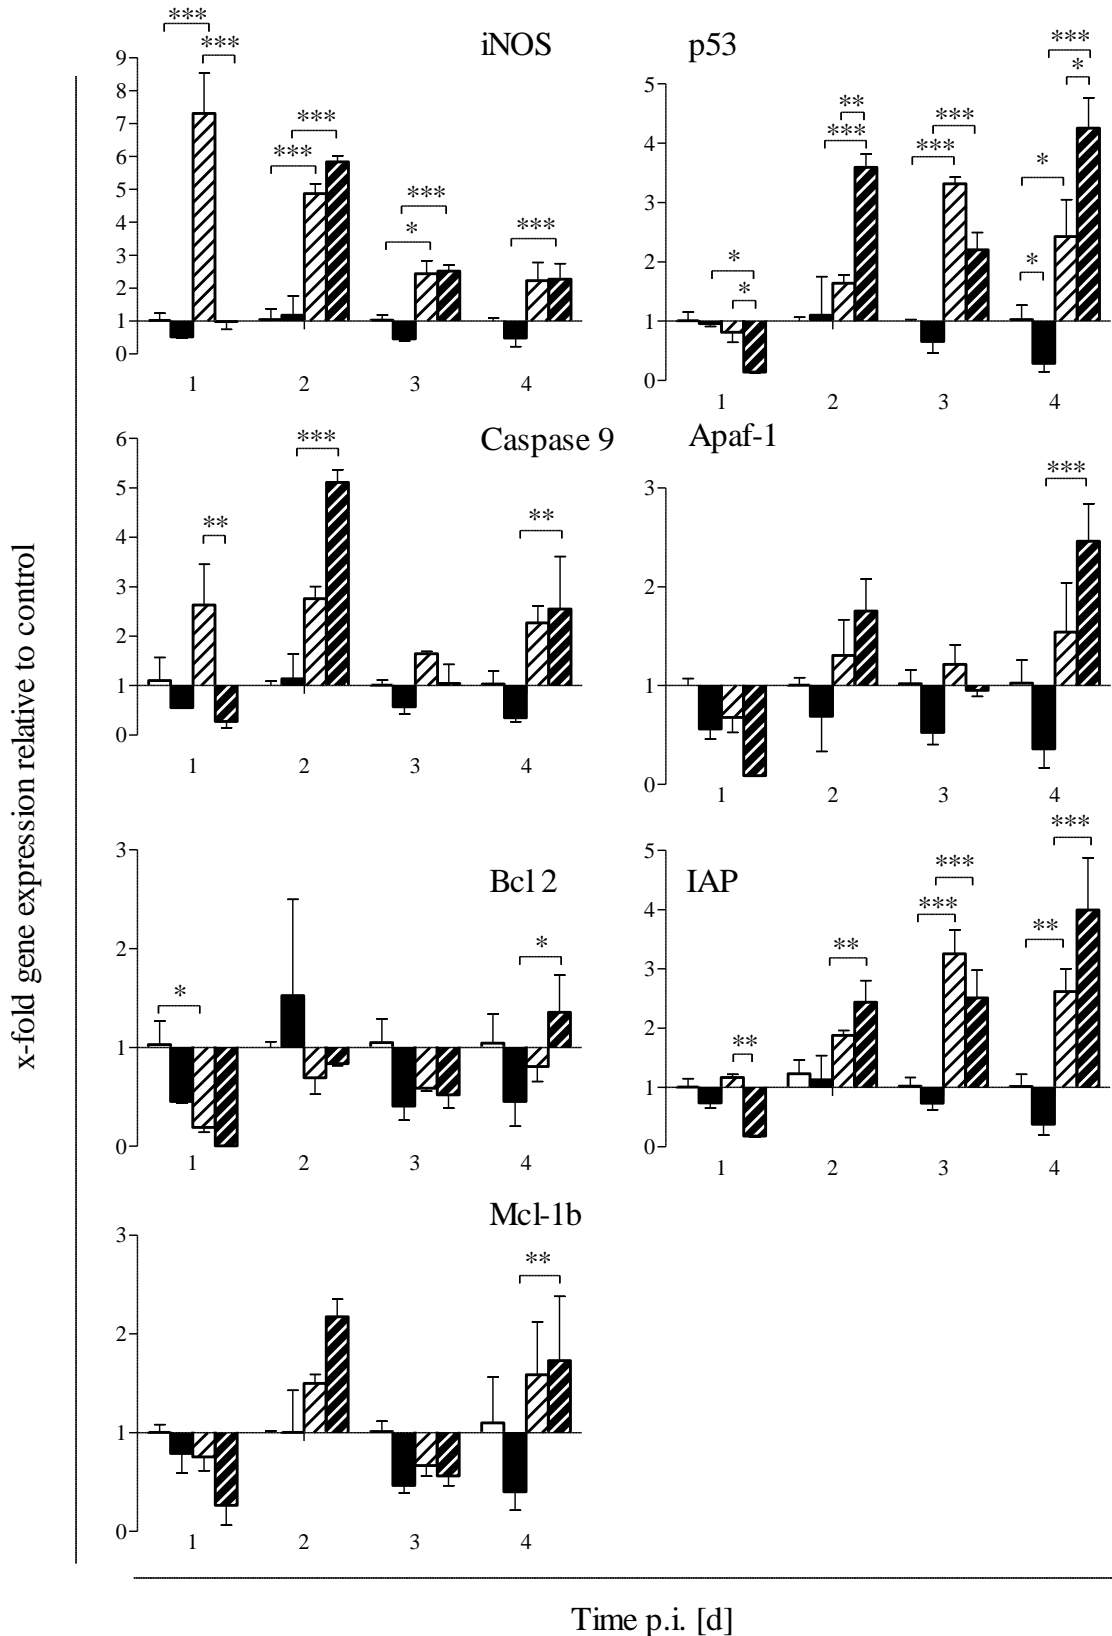 x-fold gene expression relative to control
iNOS
*** *** *** *** * *** ***
9
8
7
6
5
4
3
2
1
0
1 2 3 4
p53
* * *** ** *** *** * * *** *
5
4
3
2
1
0
1 2 3 4
Caspase 9
** *** **
6
5
4
3
2
1
0
1 2 3 4
Apaf-1
***
3
2
1
0
1 2 3 4
Bcl 2
* *
3
2
1
0
1 2 3 4
IAP
** ** *** *** ** ***
5
4
3
2
1
0
1 2 3 4
Mcl-1b
**
3
2
1
0
1 2 3 4
Time p.i. [d]